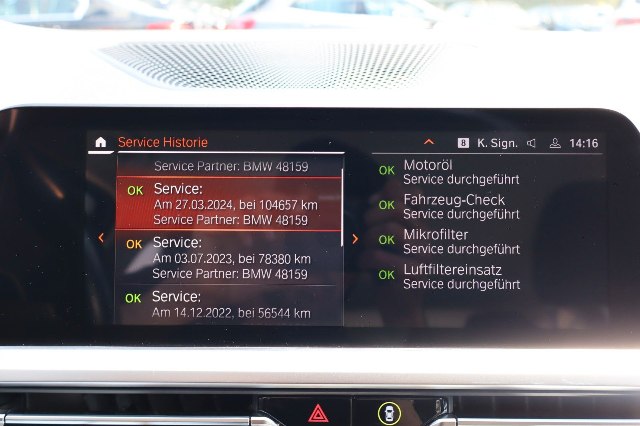 Service Historie
B K. Sign. 14:16
Service Partner: BMW 48159
OK Service:
Am 27.03.2024, bei 104657 km
Service Partner: BMW 48159
OK Service:
Am 03.07.2023, bei 78380 km
Service Partner: BMW 48159
OK Service:
Am 14.12.2022, bei 56544 km
OK Motoröl
Service durchgeführt
OK Fahrzeug-Check
Service durchgeführt
OK Mikrofilter
Service durchgeführt
OK Luftfiltereinsatz
Service durchgeführt